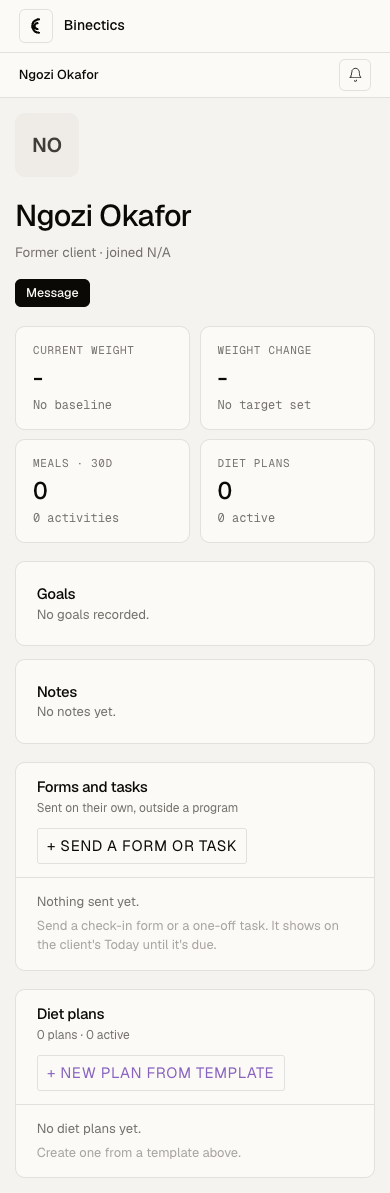 Binectics
Ngozi Okafor
NO
Ngozi Okafor
Former client · joined N/A
Message
CURRENT WEIGHT
-
No baseline
WEIGHT CHANGE
-
No target set
MEALS · 30D
0
0 activities
DIET PLANS
0
0 active
Goals
No goals recorded.
Notes
No notes yet.
Forms and tasks
Sent on their own, outside a program
+ SEND A FORM OR TASK
Nothing sent yet.
Send a check-in form or a one-off task. It shows on
the client's Today until it's due.
Diet plans
0 plans · 0 active
+ NEW PLAN FROM TEMPLATE
No diet plans yet.
Create one from a template above.